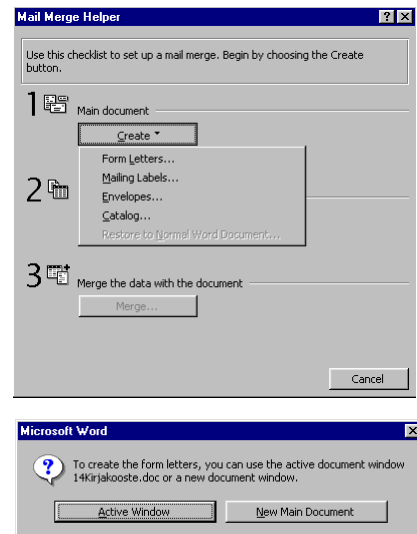 Mail Merge Helper
Use this checklist to set up a mail merge. Begin by choosing the Create
button.
1 Main document
Create
Form Letters...
Mailing Labels...
Envelopes...
Catalog...
Restore to Normal Word Document...
2
3 Merge the data with the document
Merge...
Cancel
Microsoft Word
To create the form letters, you can use the active document window
14Kirjakooste.doc or a new document window.
Active Window New Main Document